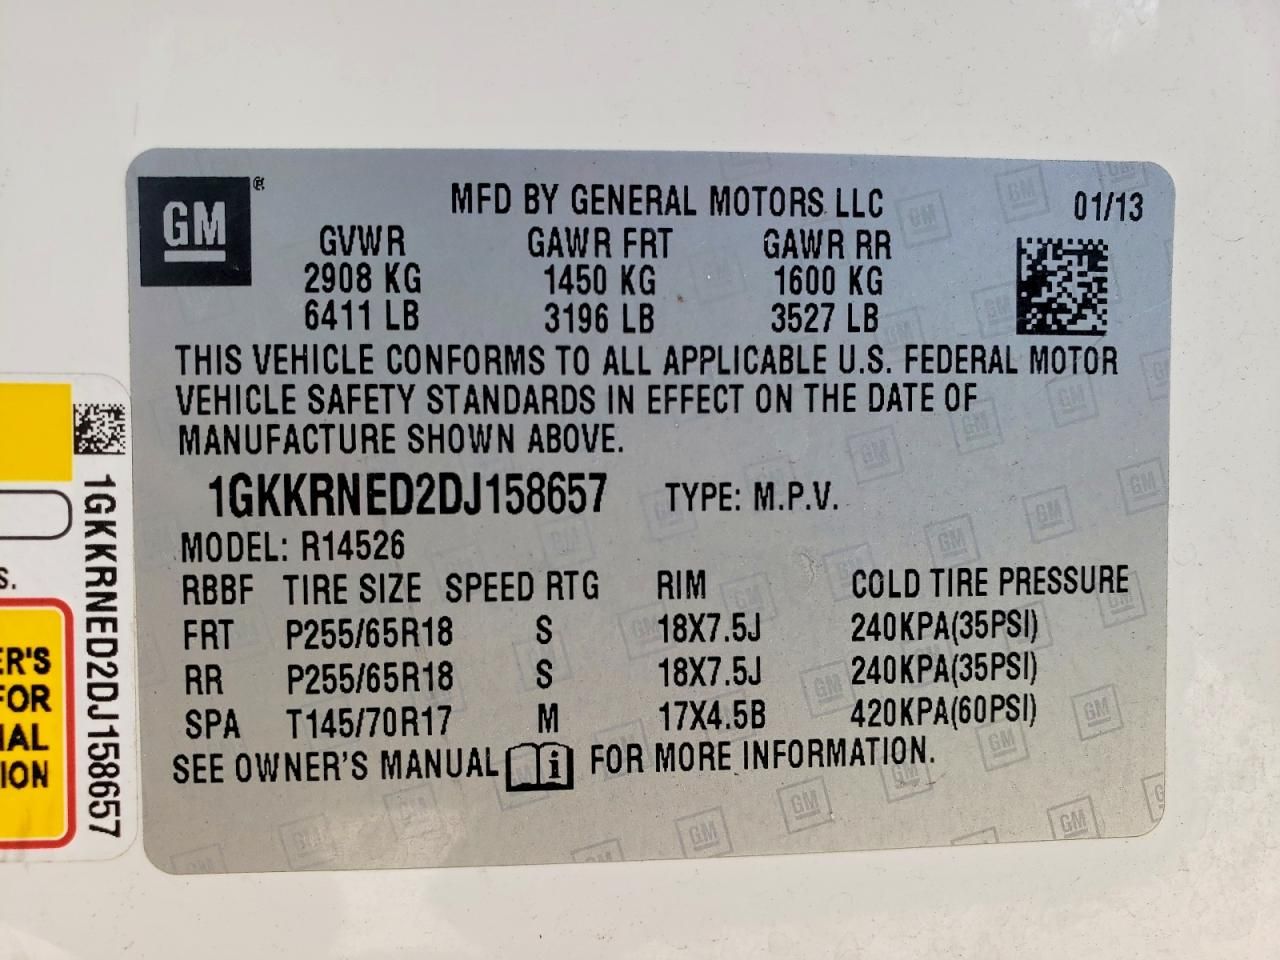 GM®
MFD BY GENERAL MOTORS LLC 01/13
GVWR GAWR FRT GAWR RR
2908 KG 1450 KG 1600 KG
6411 LB 3196 LB 3527 LB
THIS VEHICLE CONFORMS TO ALL APPLICABLE U.S. FEDERAL MOTOR
VEHICLE SAFETY STANDARDS IN EFFECT ON THE DATE OF
MANUFACTURE SHOWN ABOVE.
1GKKRNED2DJ158657 TYPE: M.P.V.
MODEL: R14526
RBBF TIRE SIZE SPEED RTG RIM COLD TIRE PRESSURE
FRT P255/65R18 S 18X7.5J 240KPA(35PSI)
RR P255/65R18 S 18X7.5J 240KPA(35PSI)
SPA T145/70R17 M 17X4.5B 420KPA(60PSI)
SEE OWNER'S MANUAL i FOR MORE INFORMATION.
1GKKRNED2DJ158657
S.
ER'S
FOR
IAL
ION